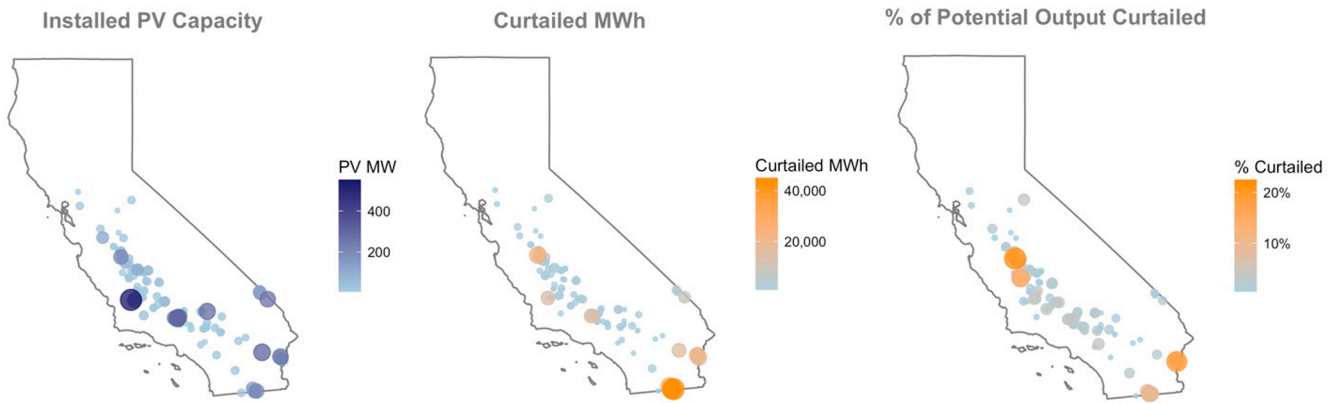 Installed PV Capacity
PV MW
400
200
Curtailed MWh
Curtailed MWh
40,000
20,000
% of Potential Output Curtailed
% Curtailed
20%
10%